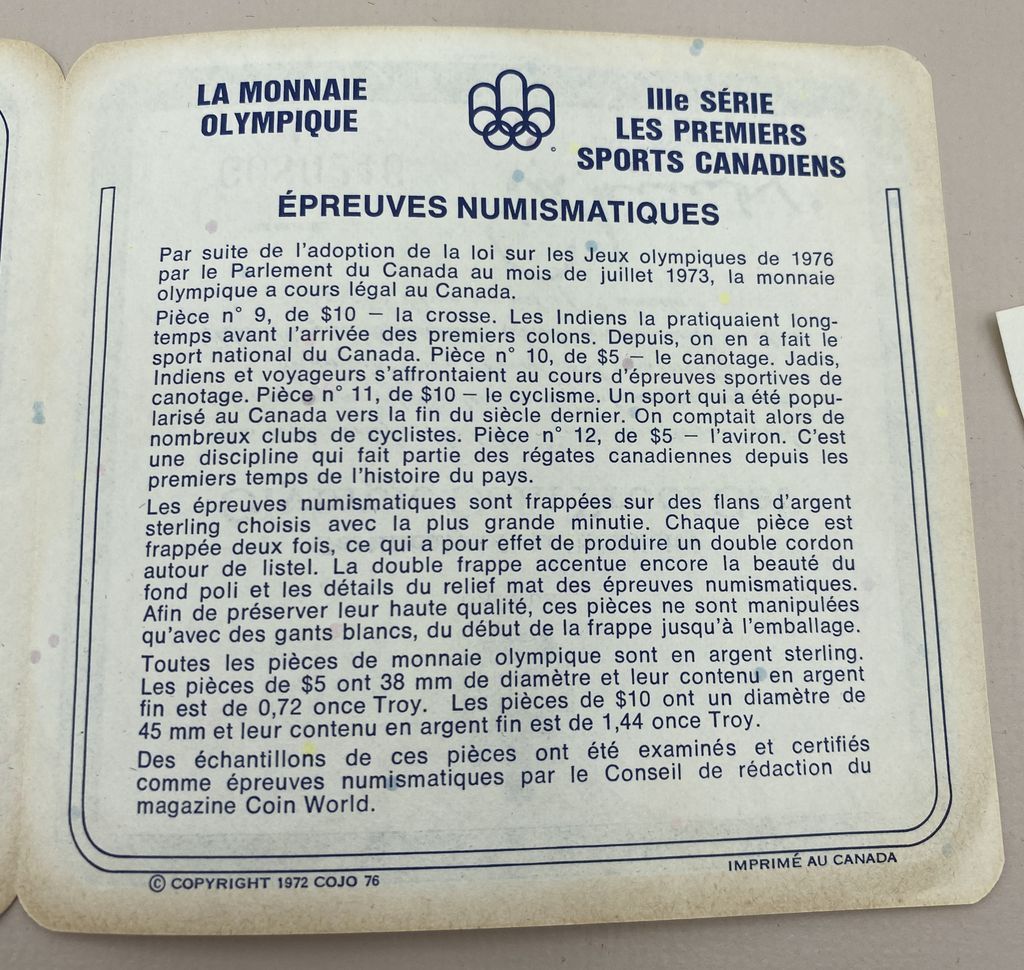 LA MONNAIE
OLYMPIQUE
IIIe SÉRIE
LES PREMIERS
SPORTS CANADIENS
ÉPREUVES NUMISMATIQUES
Par suite de l'adoption de la loi sur les Jeux olympiques de 1976
par le Parlement du Canada au mois de juillet 1973, la monnaie
olympique a cours légal au Canada.
Pièce n° 9, de $10 — la crosse. Les Indiens la pratiquaient long-
temps avant l'arrivée des premiers colons. Depuis, on en a fait le
sport national du Canada. Pièce n° 10, de $5 — le canotage. Jadis,
Indiens et voyageurs s'affrontaient au cours d'épreuves sportives de
canotage. Pièce n° 11, de $10 — le cyclisme. Un sport qui a été popu-
larisé au Canada vers la fin du siècle dernier. On comptait alors de
nombreux clubs de cyclistes. Pièce n° 12, de $5 — l'aviron. C'est
une discipline qui fait partie des régates canadiennes depuis les
premiers temps de l'histoire du pays.
Les épreuves numismatiques sont frappées sur des flans d'argent
sterling choisis avec la plus grande minutie. Chaque pièce est
frappée deux fois, ce qui a pour effet de produire un double cordon
autour de listel. La double frappe accentue encore la beauté du
fond poli et les détails du relief mat des épreuves numismatiques.
Afin de préserver leur haute qualité, ces pièces ne sont manipulées
qu'avec des gants blancs, du début de la frappe jusqu'à l'emballage.
Toutes les pièces de monnaie olympique sont en argent sterling.
Les pièces de $5 ont 38 mm de diamètre et leur contenu en argent
fin est de 0,72 once Troy. Les pièces de $10 ont un diamètre de
45 mm et leur contenu en argent fin est de 1,44 once Troy.
Des échantillons de ces pièces ont été examinés et certifiés
comme épreuves numismatiques par le Conseil de rédaction du
magazine Coin World.
© COPYRIGHT 1972 COJO 76
IMPRIMÉ AU CANADA